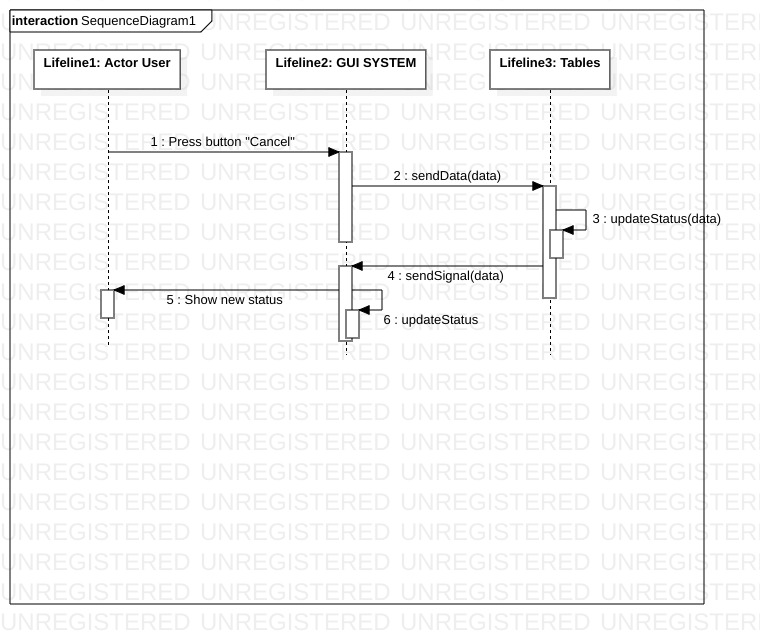 interaction SequenceDiagram1
Lifeline1: Actor User
Lifeline2: GUI SYSTEM
Lifeline3: Tables
1 : Press button "Cancel"
2 : sendData(data)
3 : updateStatus(data)
4 : sendSignal(data)
5 : Show new status
6 : updateStatus
UNREGISTERED UNREGISTERED UNREGISTERED UNREGISTERED